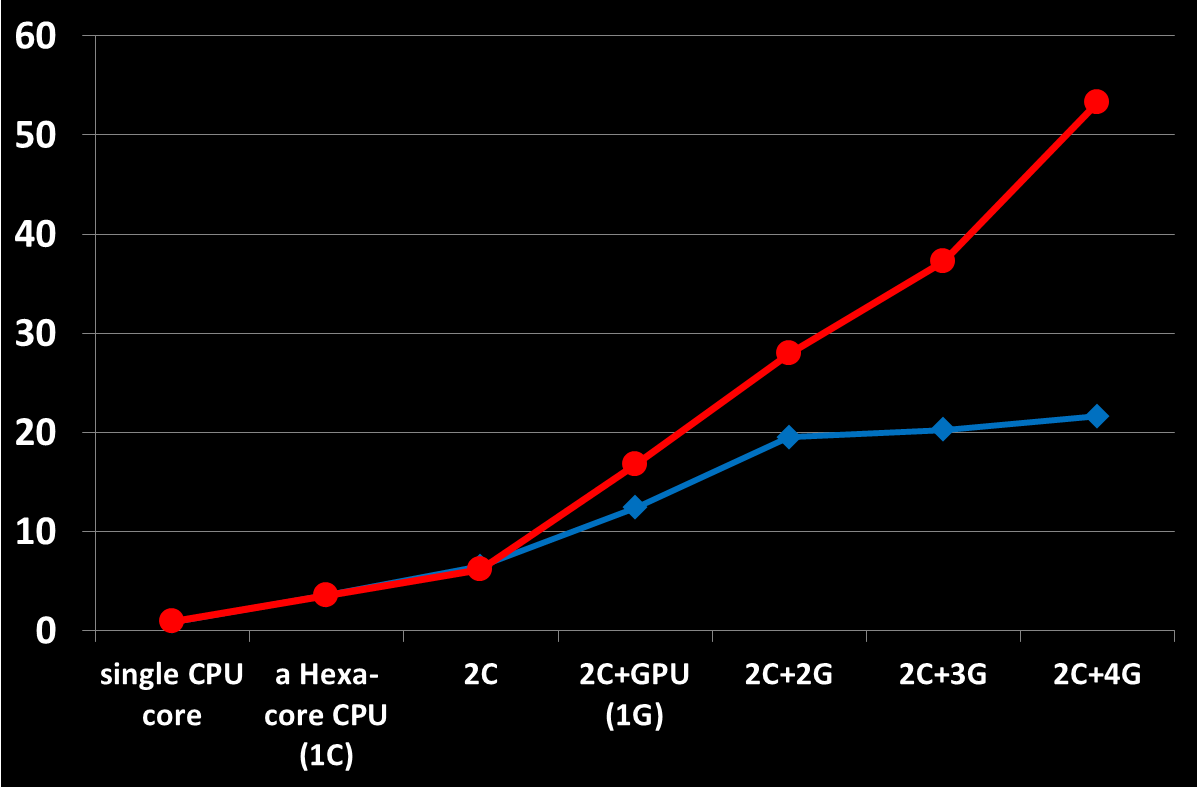 60
50
40
30
20
10
0
single CPU
core
a Hexa-
core CPU
(1C)
2C
2C+GPU
(1G)
2C+2G
2C+3G
2C+4G